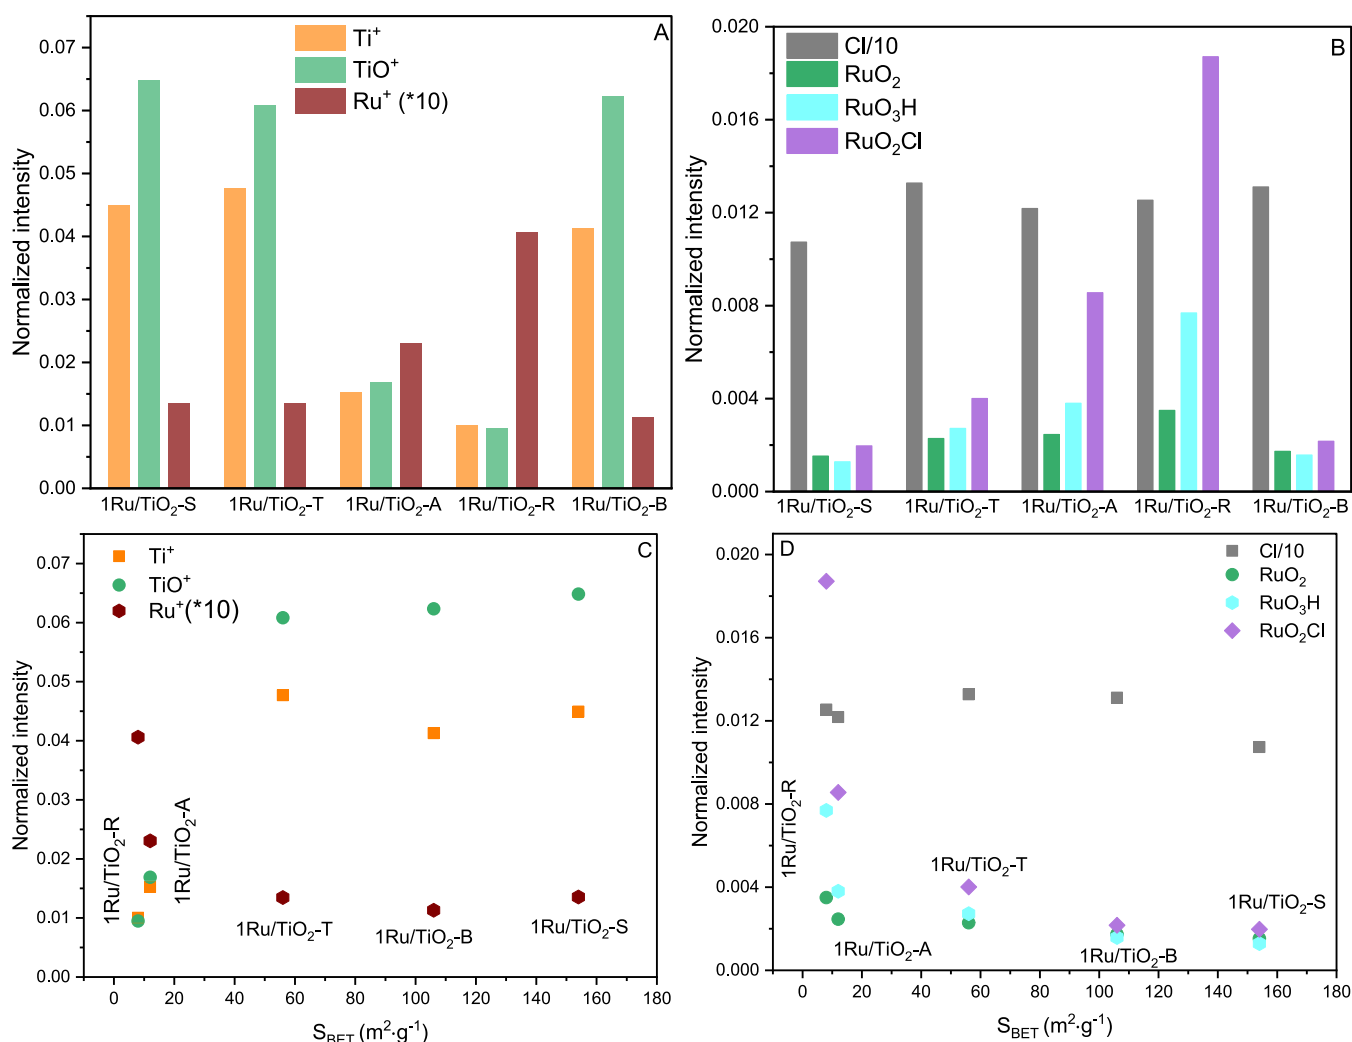 A
Ti⁺
TiO⁺
Ru⁺ (*10)
Normalized intensity
0.07
0.06
0.05
0.04
0.03
0.02
0.01
0.00
1Ru/TiO₂-S 1Ru/TiO₂-T 1Ru/TiO₂-A 1Ru/TiO₂-R 1Ru/TiO₂-B
B
Cl/10
RuO₂
RuO₃H
RuO₂Cl
Normalized intensity
0.020
0.016
0.012
0.008
0.004
0.000
1Ru/TiO₂-S 1Ru/TiO₂-T 1Ru/TiO₂-A 1Ru/TiO₂-R 1Ru/TiO₂-B
C
Ti⁺
TiO⁺
Ru⁺(*10)
Normalized intensity
0.07
0.06
0.05
0.04
0.03
0.02
0.01
0.00
1Ru/TiO₂-R
1Ru/TiO₂-A
1Ru/TiO₂-T
1Ru/TiO₂-B
1Ru/TiO₂-S
0 20 40 60 80 100 120 140 160 180
S_BET (m²·g⁻¹)
D
Cl/10
RuO₂
RuO₃H
RuO₂Cl
Normalized intensity
0.020
0.016
0.012
0.008
0.004
0.000
1Ru/TiO₂-R
1Ru/TiO₂-A
1Ru/TiO₂-T
1Ru/TiO₂-B
1Ru/TiO₂-S
0 20 40 60 80 100 120 140 160 180
S_BET (m²·g⁻¹)